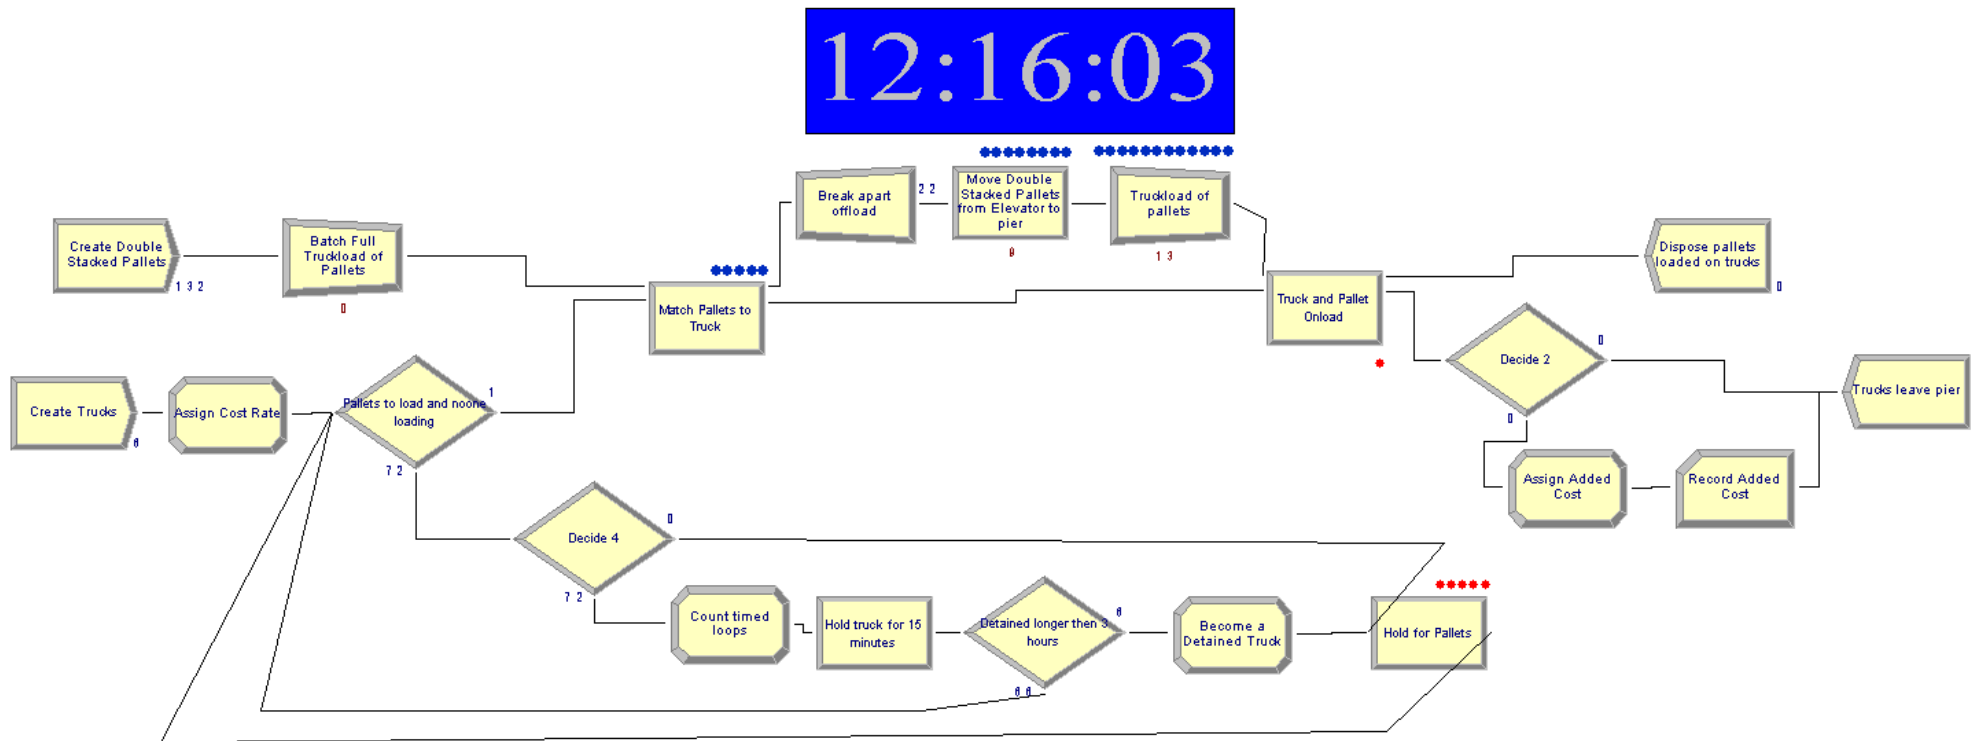 12:16:03
Break apart
offload
2 2
Move Double
Stacked Pallets
from Elevator to
pier
Truckload of
pallets
1 3
Create Double
Stacked Pallets
1 3 2
Batch Full
Truckload of
Pallets
0
Match Pallets to
Truck
Truck and Pallet
Onload
Dispose pallets
loaded on trucks
0
Create Trucks
6
Assign Cost Rate
Pallets to load and noone
loading
1
7 2
Decide 2
0
0
Trucks leave pier
Assign Added
Cost
Record Added
Cost
Decide 4
0
7 2
Count timed
loops
Hold truck for 15
minutes
Detained longer then 3
hours
6
6 6
Become a
Detained Truck
Hold for Pallets